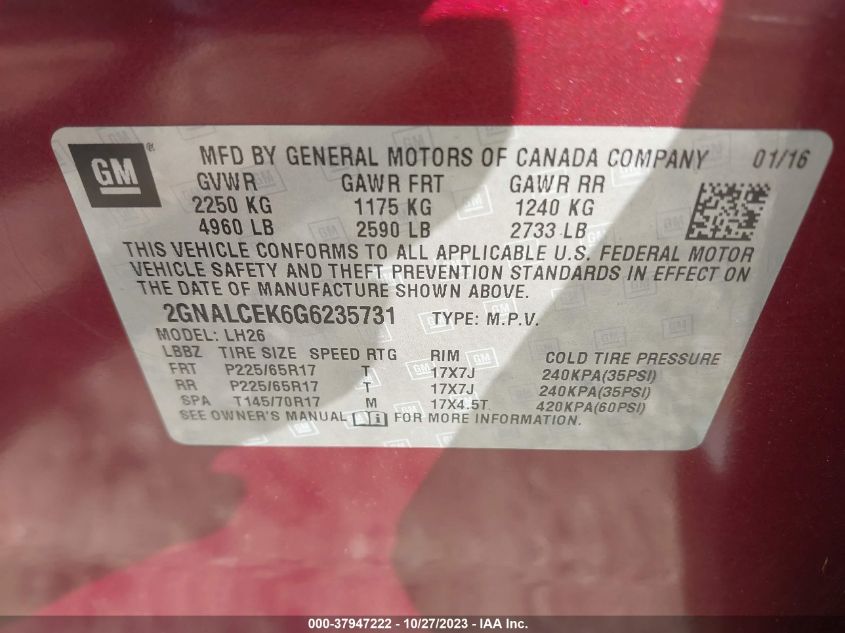 GM ® MFD BY GENERAL MOTORS OF CANADA COMPANY 01/16
GVWR GAWR FRT GAWR RR
2250 KG 1175 KG 1240 KG
4960 LB 2590 LB 2733 LB
THIS VEHICLE CONFORMS TO ALL APPLICABLE U.S. FEDERAL MOTOR
VEHICLE SAFETY AND THEFT PREVENTION STANDARDS IN EFFECT ON
THE DATE OF MANUFACTURE SHOWN ABOVE.
2GNALCEK6G6235731 TYPE: M.P.V.
MODEL: LH26
LBBZ TIRE SIZE SPEED RTG RIM COLD TIRE PRESSURE
FRT P225/65R17 T 17X7J 240KPA(35PSI)
RR P225/65R17 T 17X7J 240KPA(35PSI)
SPA T145/70R17 M 17X4.5T 420KPA(60PSI)
SEE OWNER'S MANUAL FOR MORE INFORMATION.
000-37947222 - 10/27/2023 - IAA Inc.